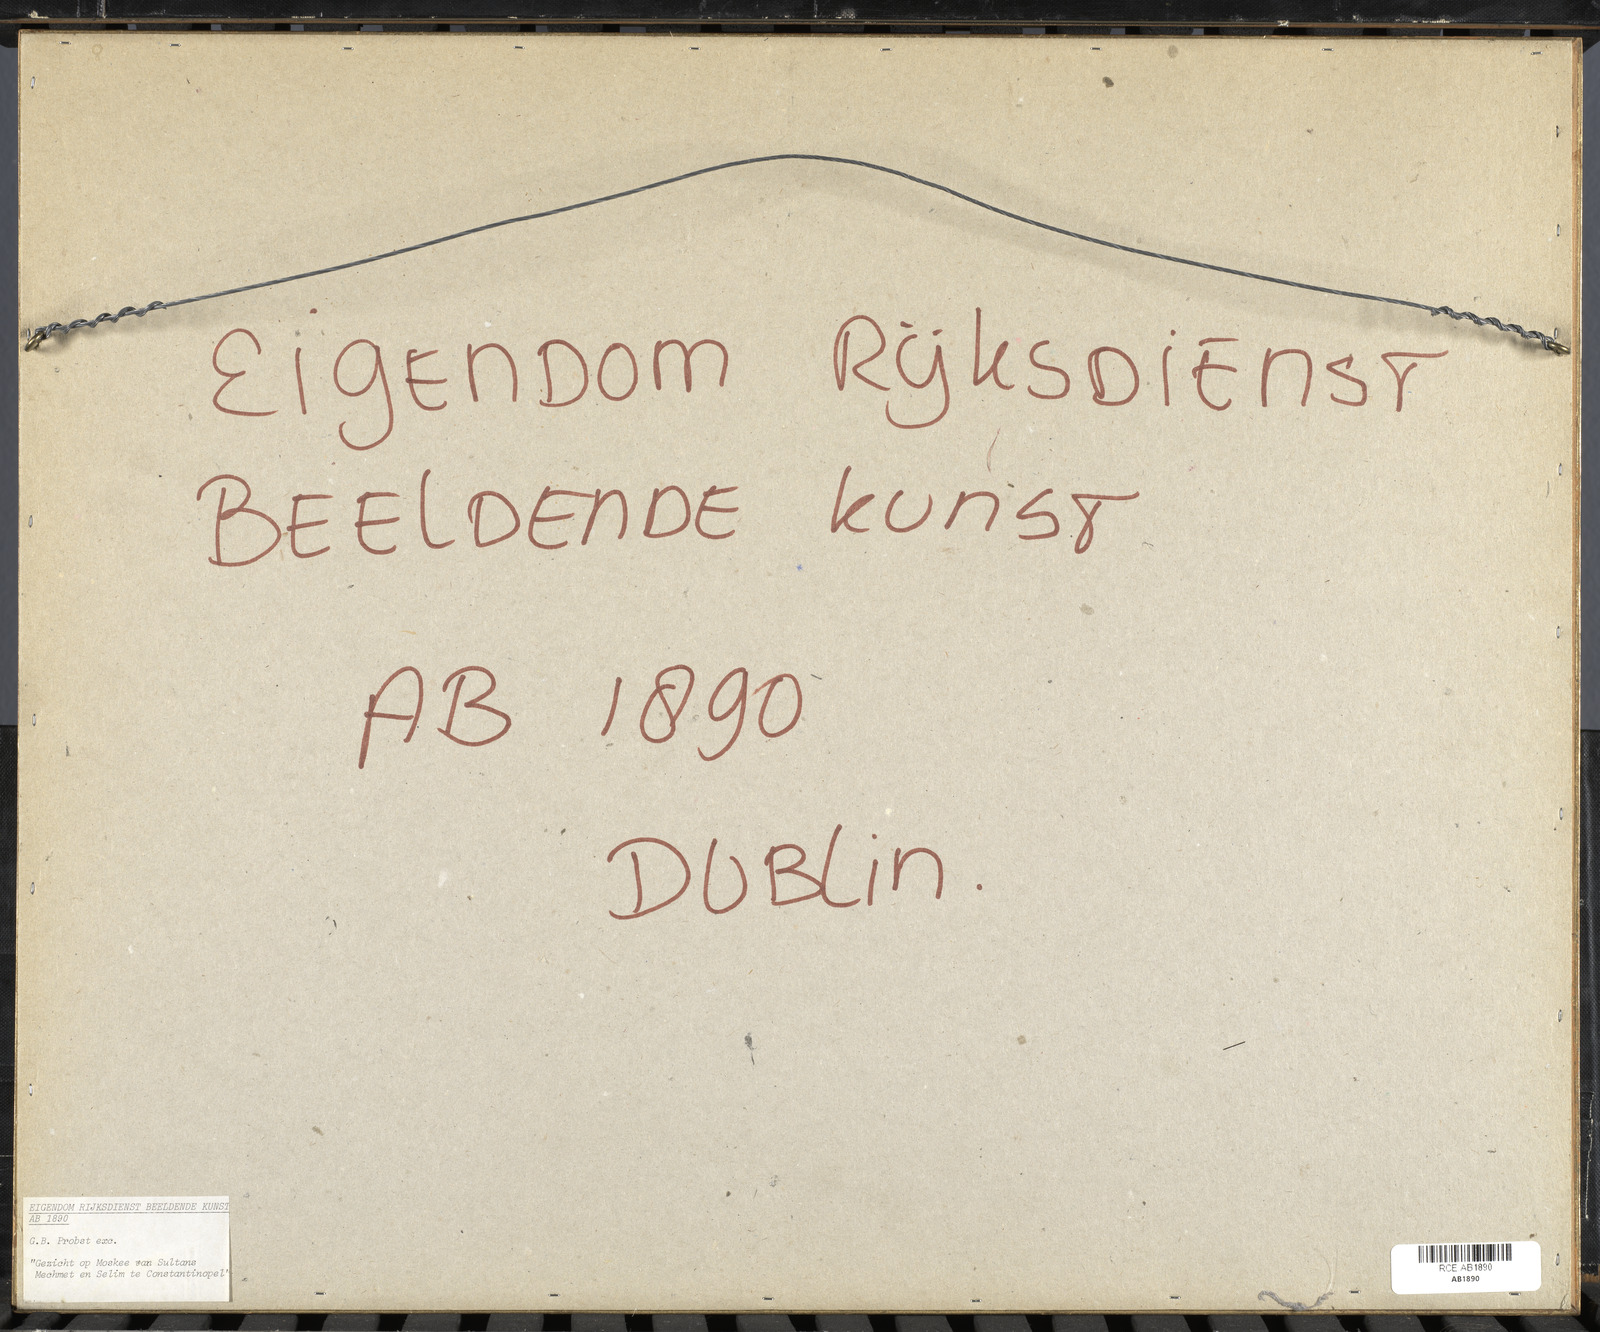 EigENDOM RijkSDiENST
BEElDENDE kUNST
AB 1890
DUBLin.
EIGENDOM RIJKSDIENST BEELDENDE KUNST
AB 1890
G.B. Probst exc.
"Gezicht op Moskee van Sultans
Mechmet en Selim te Constantinopel"
RCE AB1890
AB1890